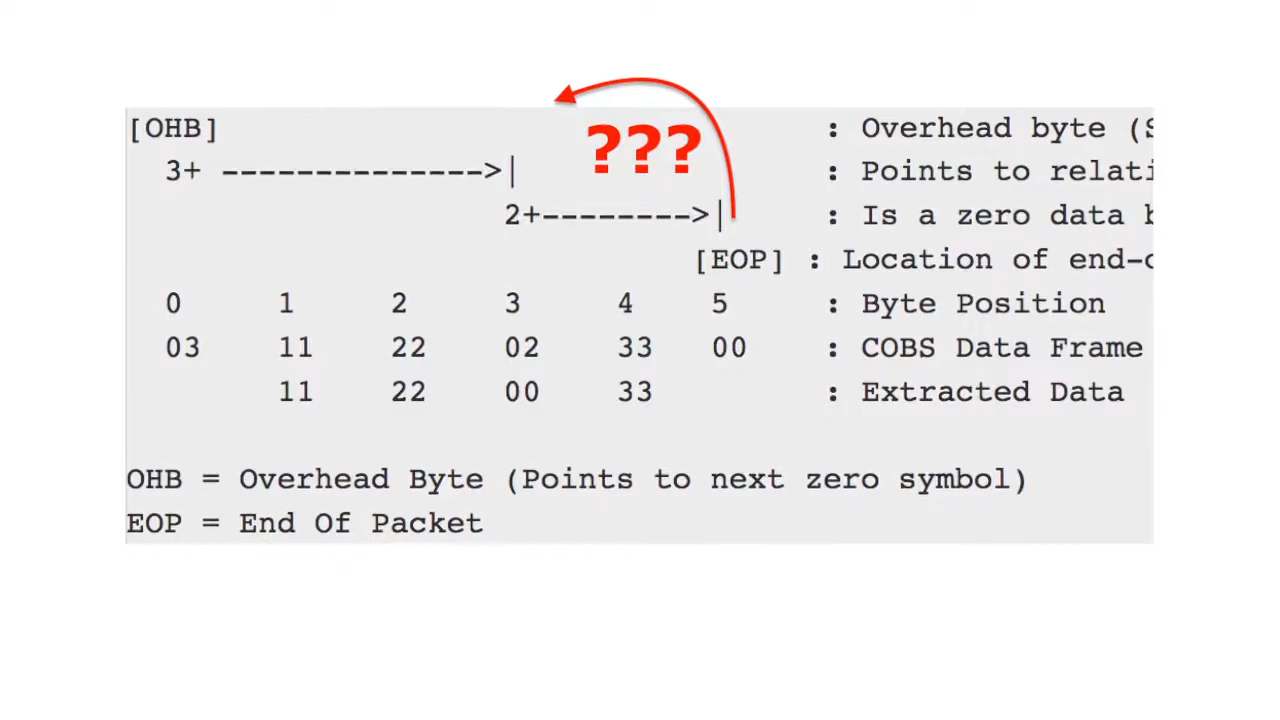 ???
[OHB] : Overhead byte (S
3+ -------------->| : Points to relati
2+-------->| : Is a zero data b
[EOP] : Location of end-o
0 1 2 3 4 5 : Byte Position
03 11 22 02 33 00 : COBS Data Frame
11 22 00 33 : Extracted Data
OHB = Overhead Byte (Points to next zero symbol)
EOP = End Of Packet